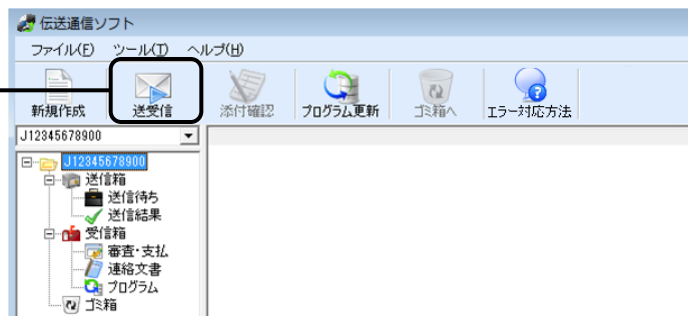 伝送通信ソフト
ファイル(F) ツール(T) ヘルプ(H)
新規作成 送受信 添付確認 プログラム更新 ゴミ箱へ エラー対応方法
J12345678900
J12345678900
送信箱
送信待ち
送信結果
受信箱
審査・支払
連絡文書
プログラム
ゴミ箱